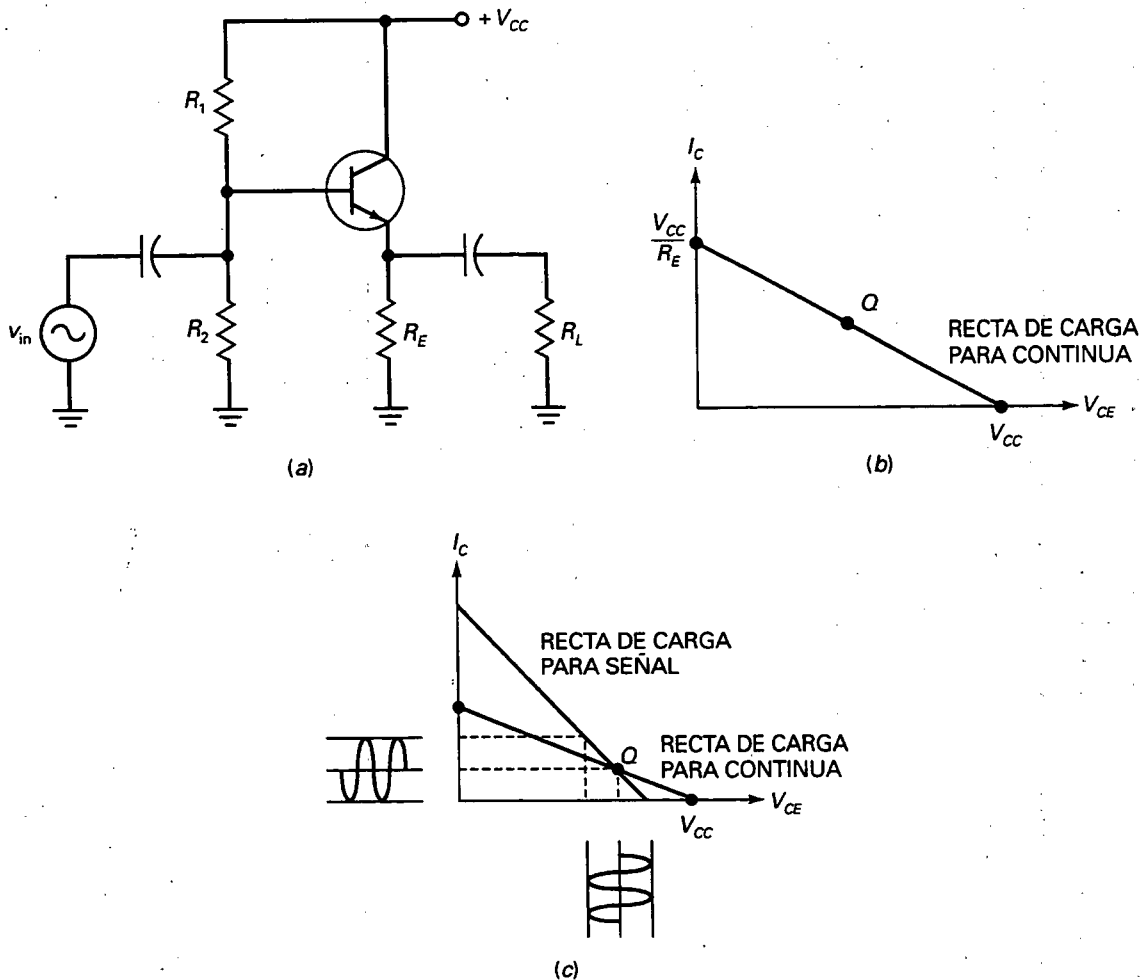 + V_CC
R_1
v_in
R_2
R_E
R_L
(a)
I_C
V_CC
R_E
Q
RECTA DE CARGA
PARA CONTINUA
V_CE
V_CC
(b)
I_C
RECTA DE CARGA
PARA SEÑAL
Q
RECTA DE CARGA
PARA CONTINUA
V_CE
V_CC
(c)